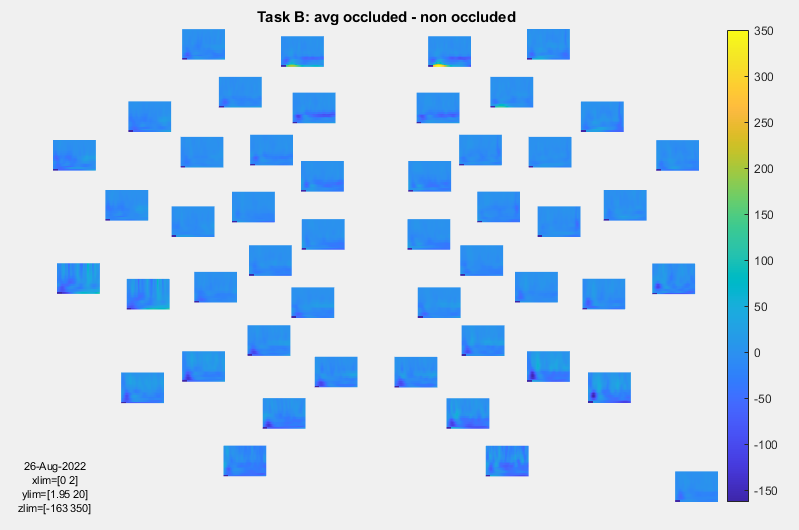 Task B: avg occluded - non occluded
350
300
250
200
150
100
50
0
-50
-100
-150
26-Aug-2022
xlim=[0 2]
ylim=[1.95 20]
zlim=[-163 350]